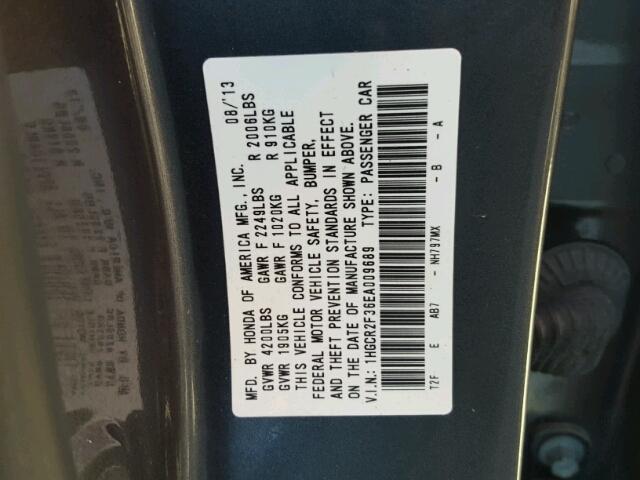 MFD. BY HONDA OF AMERICA MFG., INC. 08/'13
GVWR 4200LBS GAWR F 2249LBS R 2006LBS
GVWR 1905KG GAWR F 1020KG R 910KG
THIS VEHICLE CONFORMS TO ALL APPLICABLE
FEDERAL MOTOR VEHICLE SAFETY, BUMPER,
AND THEFT PREVENTION STANDARDS IN EFFECT
ON THE DATE OF MANUFACTURE SHOWN ABOVE.
V.I.N.: 1HGCR2F36EA009689 TYPE: PASSENGER CAR
T2F E AB7 - NH797MX - B - A